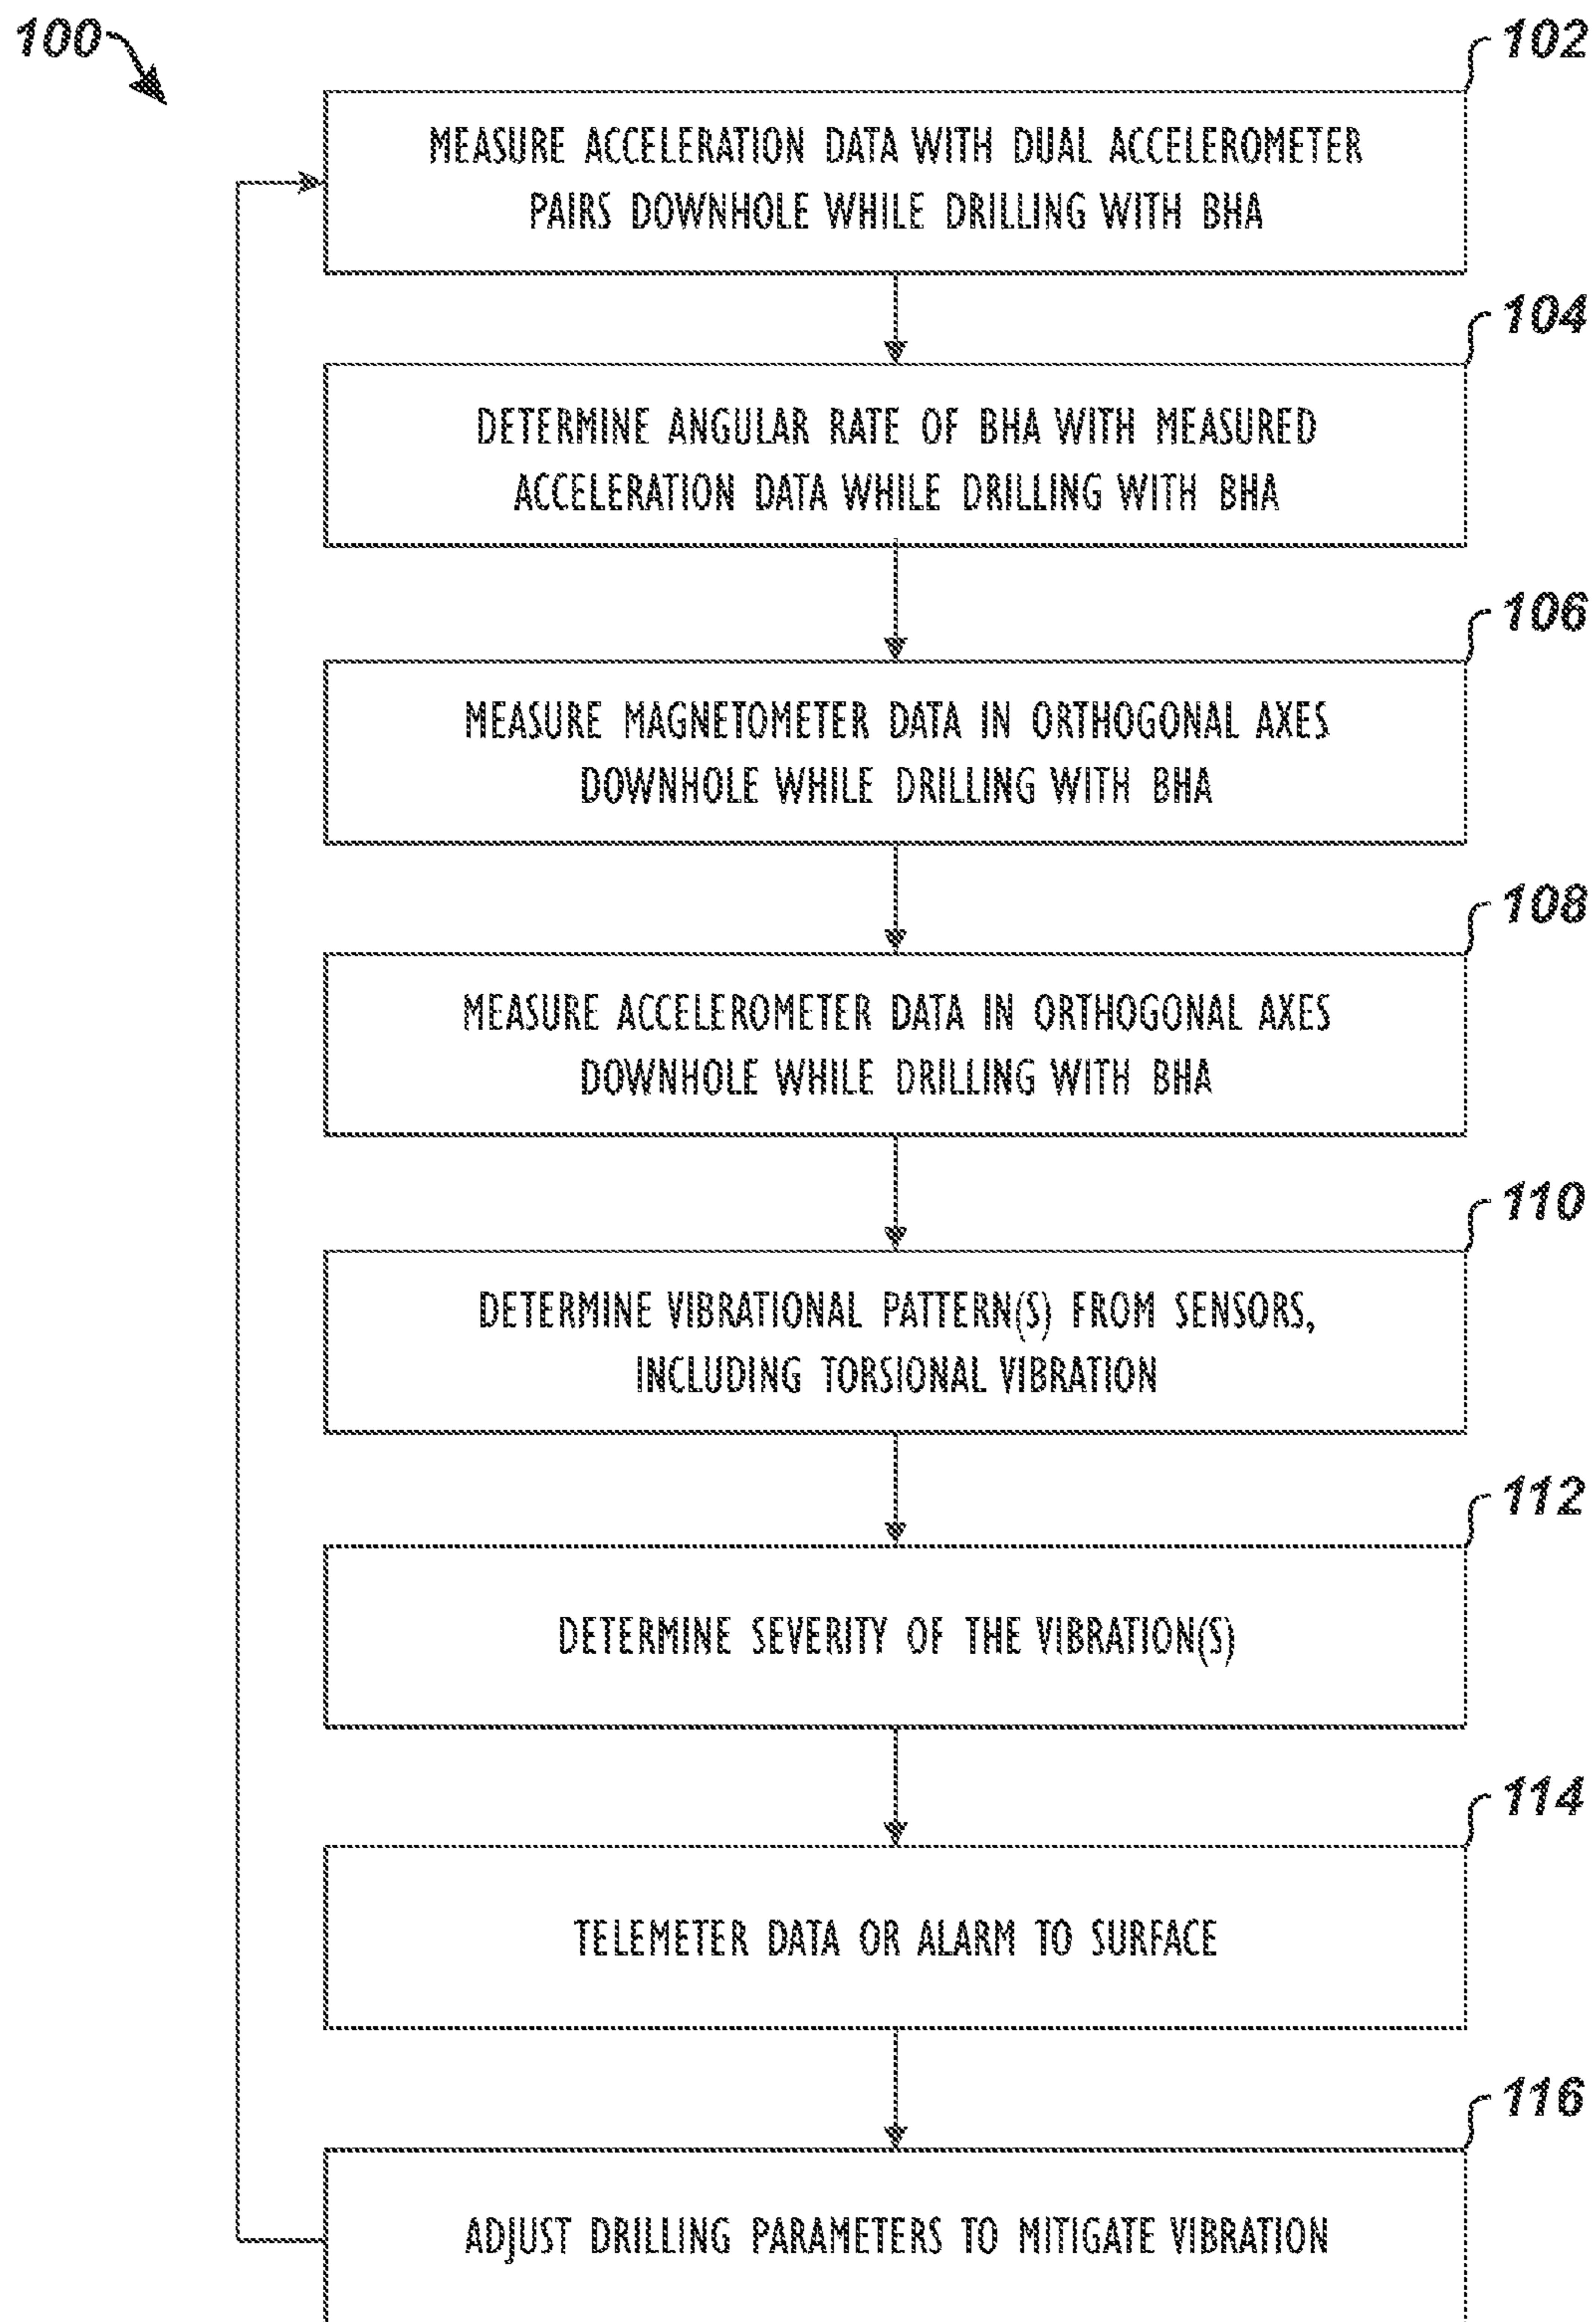 100
102
MEASURE ACCELERATION DATA WITH DUAL ACCELEROMETER
PAIRS DOWNHOLE WHILE DRILLING WITH BHA
104
DETERMINE ANGULAR RATE OF BHA WITH MEASURED
ACCELERATION DATA WHILE DRILLING WITH BHA
106
MEASURE MAGNETOMETER DATA IN ORTHOGONAL AXES
DOWNHOLE WHILE DRILLING WITH BHA
108
MEASURE ACCELEROMETER DATA IN ORTHOGONAL AXES
DOWNHOLE WHILE DRILLING WITH BHA
110
DETERMINE VIBRATIONAL PATTERN(S) FROM SENSORS,
INCLUDING TORSIONAL VIBRATION
112
DETERMINE SEVERITY OF THE VIBRATION(S)
114
TELEMETER DATA OR ALARM TO SURFACE
116
ADJUST DRILLING PARAMETERS TO MITIGATE VIBRATION